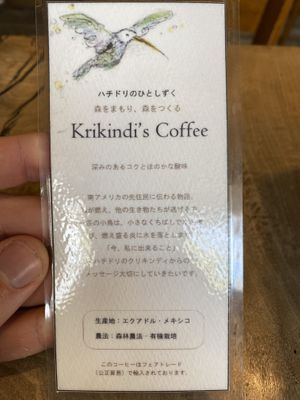 ハチドリのひとしずく
森をまもり、森をつくる
Krikindi's Coffee
深みのあるコクとほのかな酸味
南アメリカの先住民に伝わる物語。
が燃え、他の生き物たちが逃げ
の小鳥は、小さなくちばしで
び、燃え盛る炎に水を落とし
「今、私に出来ること」
ハチドリのクリキンディからの
メッセージ大切にしていきたいです。
生産地：エクアドル・メキシコ
農法：森林農法・有機栽培
このコーヒーはフェアトレード
（公正貿易）で輸入されております。